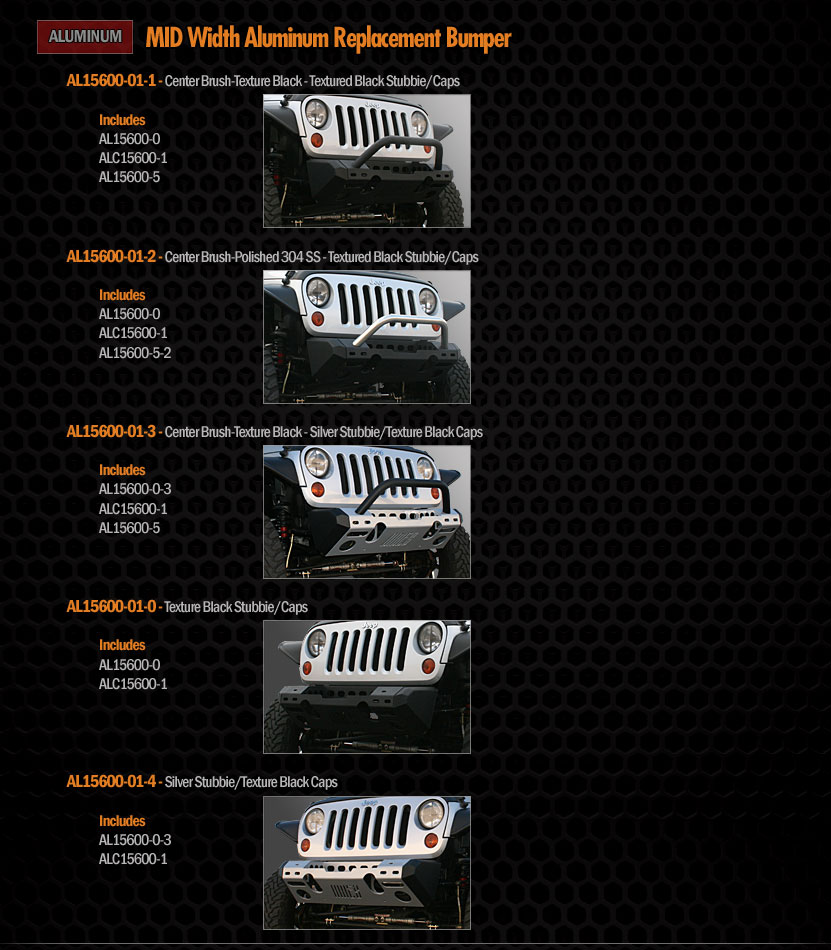 ALUMINUM MID Width Aluminum Replacement Bumper
AL15600-01-1 - Center Brush-Texture Black - Textured Black Stubbie/Caps
Includes
AL15600-0
ALC15600-1
AL15600-5
AL15600-01-2 - Center Brush-Polished 304 SS - Textured Black Stubbie/Caps
Includes
AL15600-0
ALC15600-1
AL15600-5-2
AL15600-01-3 - Center Brush-Texture Black - Silver Stubbie/Texture Black Caps
Includes
AL15600-0-3
ALC15600-1
AL15600-5
AL15600-01-0 - Texture Black Stubbie/Caps
Includes
AL15600-0
ALC15600-1
AL15600-01-4 - Silver Stubbie/Texture Black Caps
Includes
AL15600-0-3
ALC15600-1